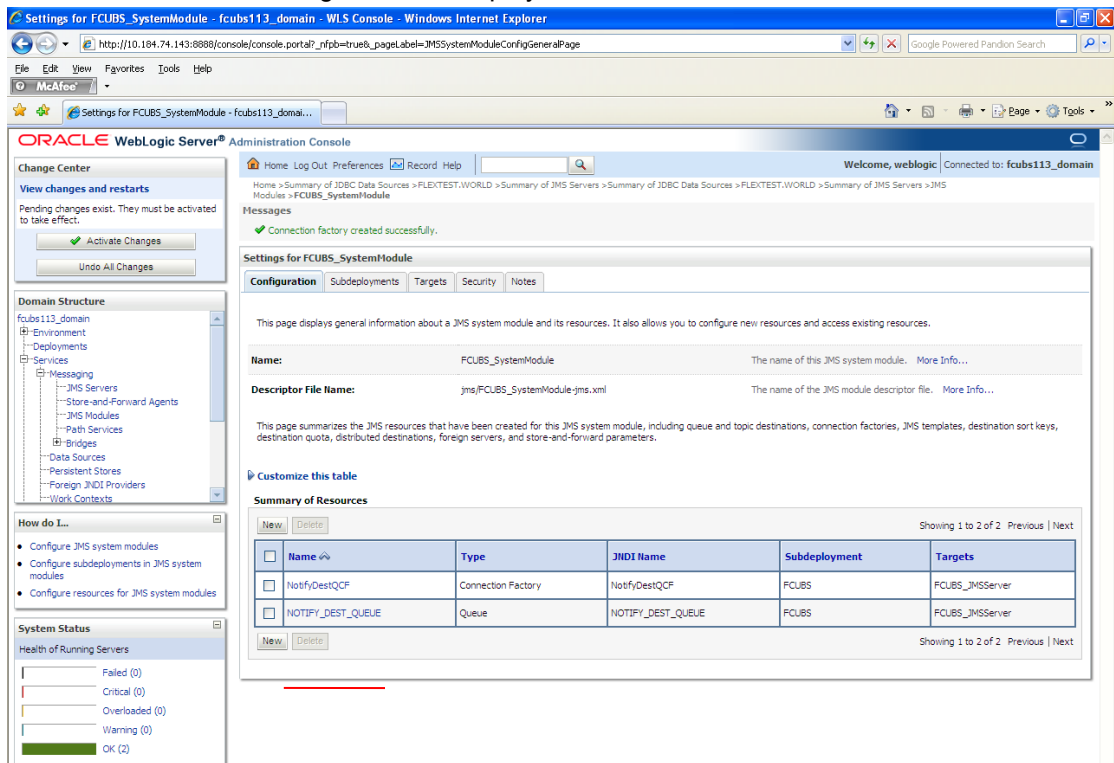 Settings for FCUBS_SystemModule - fcubs113_domain - WLS Console - Windows Internet Explorer
http://10.184.74.143:8888/console/console.portal?_nfpb=true&_pageLabel=JMSSystemModuleConfigGeneralPage
Google Powered Pandion Search
File Edit View Favorites Tools Help
McAfee
Settings for FCUBS_SystemModule - fcubs113_domai...
Page Tools »
ORACLE WebLogic Server® Administration Console
Change Center
View changes and restarts
Pending changes exist. They must be activated
to take effect.
Activate Changes
Undo All Changes
Domain Structure
fcubs113_domain
Environment
Deployments
Services
Messaging
JMS Servers
Store-and-Forward Agents
JMS Modules
Path Services
Bridges
Data Sources
Persistent Stores
Foreign JNDI Providers
Work Contexts
How do I...
Configure JMS system modules
Configure subdeployments in JMS system
modules
Configure resources for JMS system modules
System Status
Health of Running Servers
Failed (0)
Critical (0)
Overloaded (0)
Warning (0)
OK (2)
Home Log Out Preferences Record Help
Welcome, weblogic Connected to: fcubs113_domain
Home >Summary of JDBC Data Sources >FLEXTEST.WORLD >Summary of JMS Servers >Summary of JDBC Data Sources >FLEXTEST.WORLD >Summary of JMS Servers >JMS
Modules >FCUBS_SystemModule
Messages
Connection factory created successfully.
Settings for FCUBS_SystemModule
Configuration Subdeployments Targets Security Notes
This page displays general information about a JMS system module and its resources. It also allows you to configure new resources and access existing resources.
Name: FCUBS_SystemModule The name of this JMS system module. More Info...
Descriptor File Name: jms/FCUBS_SystemModule-jms.xml The name of the JMS module descriptor file. More Info...
This page summarizes the JMS resources that have been created for this JMS system module, including queue and topic destinations, connection factories, JMS templates, destination sort keys,
destination quota, distributed destinations, foreign servers, and store-and-forward parameters.
Customize this table
Summary of Resources
New Delete Showing 1 to 2 of 2 Previous | Next
Name Type JNDI Name Subdeployment Targets
NotifyDestQCF Connection Factory NotifyDestQCF FCUBS FCUBS_JMSServer
NOTIFY_DEST_QUEUE Queue NOTIFY_DEST_QUEUE FCUBS FCUBS_JMSServer
New Delete Showing 1 to 2 of 2 Previous | Next